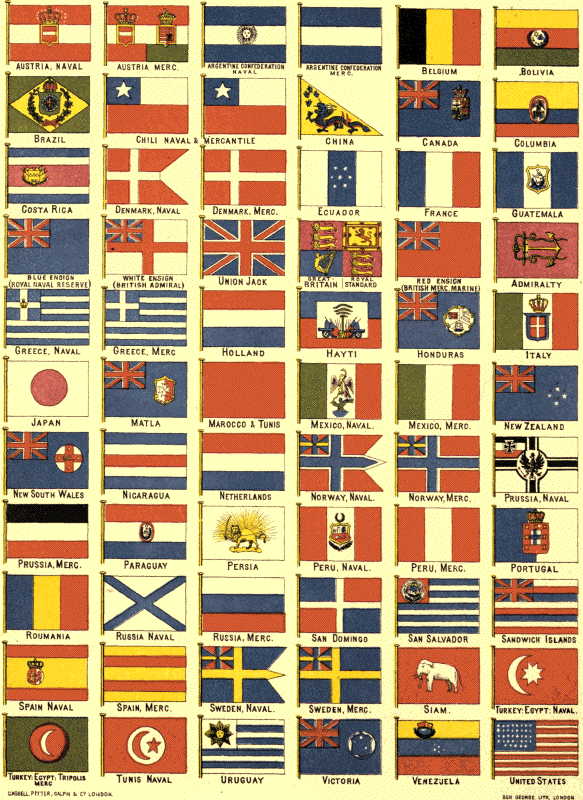 AUSTRIA, NAVAL
AUSTRIA MERC.
ARGENTINE CONFEDERATION
NAVAL
ARGENTINE CONFEDERATION
MERC.
BELGIUM
BOLIVIA
BRAZIL
CHILI NAVAL & MERCANTILE
CHINA
CANADA
COLUMBIA
COSTA RICA
DENMARK, NAVAL
DENMARK, MERC.
ECUADOR
FRANCE
GUATEMALA
BLUE ENSIGN
(ROYAL NAVAL RESERVE)
WHITE ENSIGN
(BRITISH ADMIRAL)
UNION JACK
GREAT ROYAL
BRITAIN STANDARD
RED ENSIGN
(BRITISH MERC. MARINE)
ADMIRALTY
GREECE, NAVAL
GREECE, MERC
HOLLAND
HAYTI
HONDURAS
ITALY
JAPAN
MATLA
MAROCCO & TUNIS
MEXICO, NAVAL.
MEXICO, MERC.
NEW ZEALAND
NEW SOUTH WALES
NICARAGUA
NETHERLANDS
NORWAY, NAVAL.
NORWAY, MERC.
PRUSSIA, NAVAL
PRUSSIA, MERC.
PARAGUAY
PERSIA
PERU, NAVAL.
PERU, MERC.
PORTUGAL
ROUMANIA
RUSSIA NAVAL
RUSSIA, MERC.
SAN DOMINGO
SAN SALVADOR
SANDWICH ISLANDS
SPAIN NAVAL
SPAIN, MERC.
SWEDEN, NAVAL.
SWEDEN, MERC.
SIAM.
TURKEY: EGYPT: NAVAL.
TURKEY: EGYPT: TRIPOLIS
MERC
TUNIS NAVAL
URUGUAY
VICTORIA
VENEZUELA
UNITED STATES
CASSELL, PETTER, GALPIN & CO LONDON.
BEN GEORGE, LITH, LONDON.